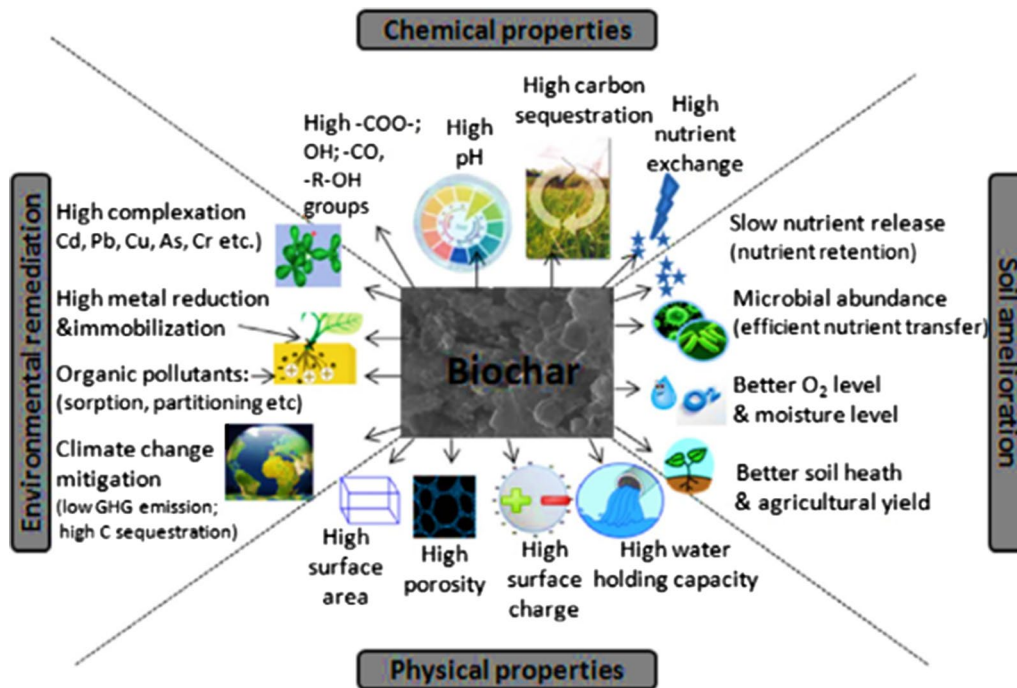 Chemical properties
High -COO-;
OH; -CO,
-R-OH
groups
High
pH
High carbon
sequestration
High
nutrient
exchange
Environmental remediation
High complexation
Cd, Pb, Cu, As, Cr etc.)
High metal reduction
&immobilization
Organic pollutants:
(sorption, partitioning etc)
Climate change
mitigation
(low GHG emission;
high C sequestration)
Biochar
Slow nutrient release
(nutrient retention)
Microbial abundance
(efficient nutrient transfer)
Better O₂ level
& moisture level
Better soil heath
& agricultural yield
Soil amelioration
High
surface
area
High
porosity
High
surface
charge
High water
holding capacity
Physical properties